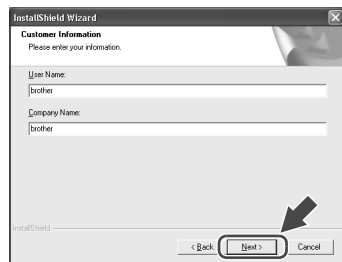 InstallShield Wizard
Customer Information
Please enter your information.
User Name:
brother
Company Name:
brother
InstallShield
< Back Next > Cancel